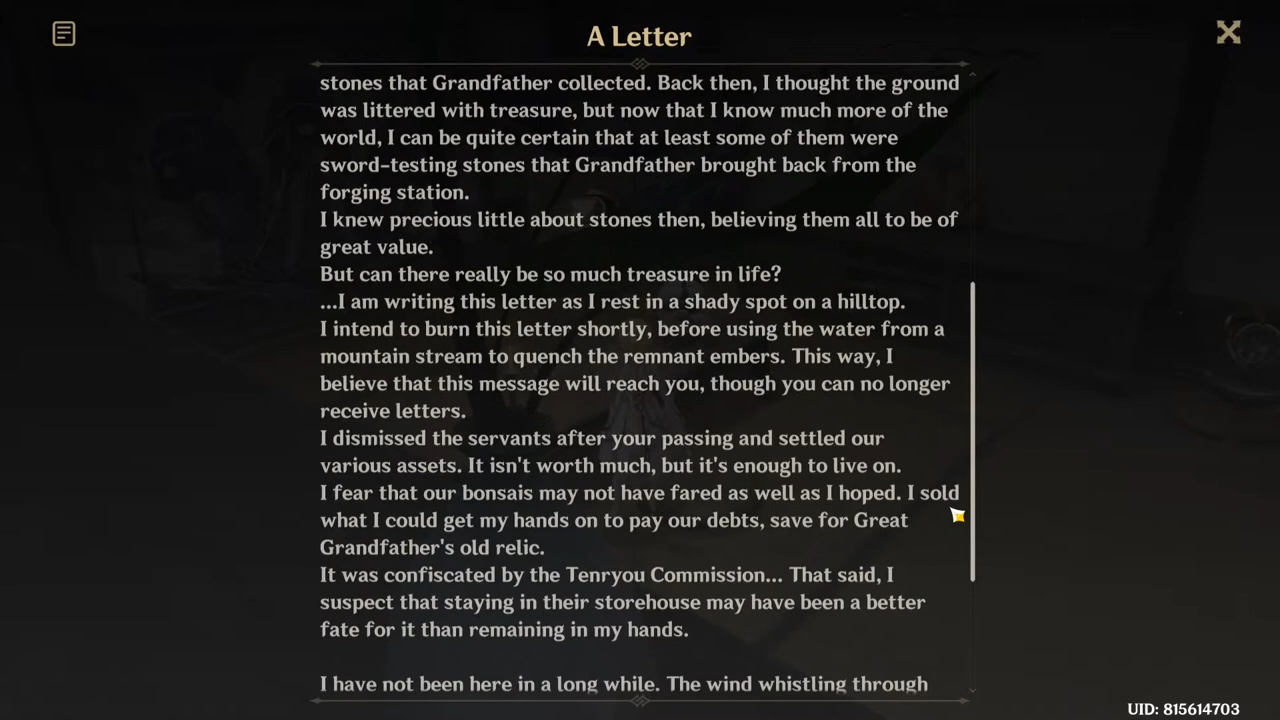 A Letter
stones that Grandfather collected. Back then, I thought the ground
was littered with treasure, but now that I know much more of the
world, I can be quite certain that at least some of them were
sword-testing stones that Grandfather brought back from the
forging station.
I knew precious little about stones then, believing them all to be of
great value.
But can there really be so much treasure in life?
...I am writing this letter as I rest in a shady spot on a hilltop.
I intend to burn this letter shortly, before using the water from a
mountain stream to quench the remnant embers. This way, I
believe that this message will reach you, though you can no longer
receive letters.
I dismissed the servants after your passing and settled our
various assets. It isn't worth much, but it's enough to live on.
I fear that our bonsais may not have fared as well as I hoped. I sold
what I could get my hands on to pay our debts, save for Great
Grandfather's old relic.
It was confiscated by the Tenryou Commission... That said, I
suspect that staying in their storehouse may have been a better
fate for it than remaining in my hands.
I have not been here in a long while. The wind whistling through
UID: 815614703